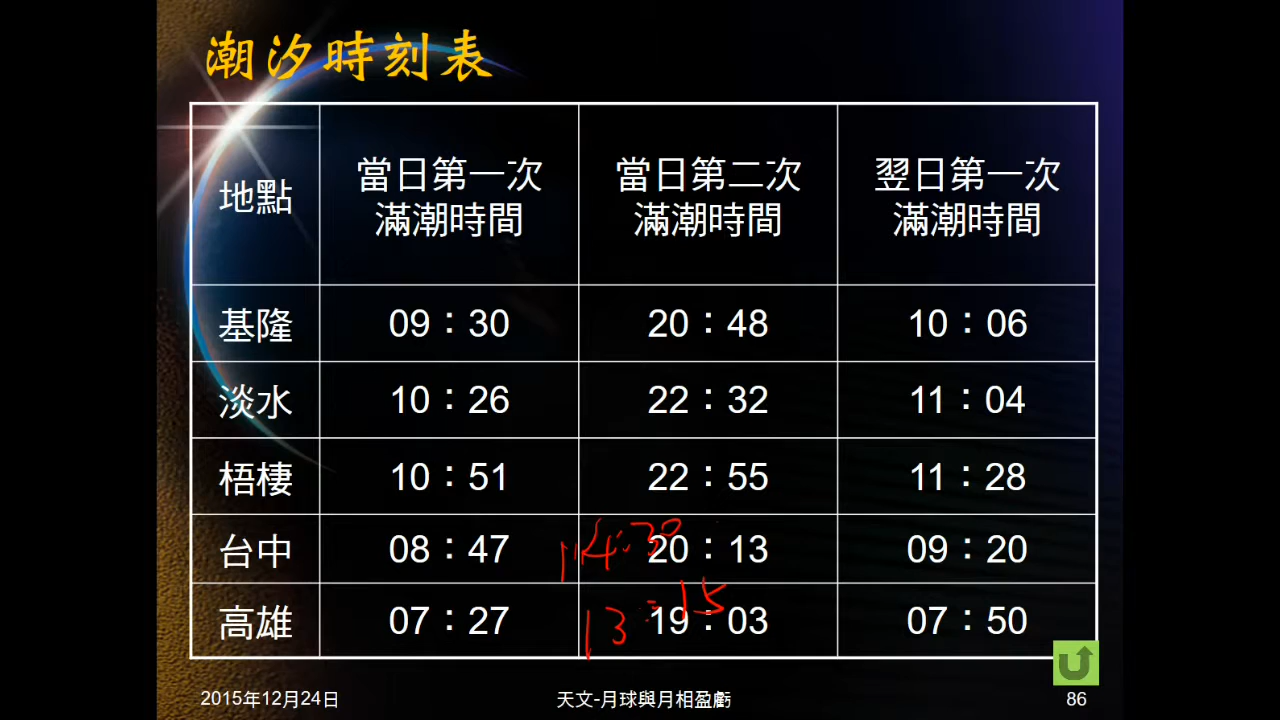 潮汐時刻表
地點 當日第一次滿潮時間 當日第二次滿潮時間 翌日第一次滿潮時間
基隆 09：30 20：48 10：06
淡水 10：26 22：32 11：04
梧棲 10：51 22：55 11：28
14:30
台中 08：47 20：13 09：20
13:15
高雄 07：27 19：03 07：50
2015年12月24日 天文-月球與月相盈虧 86